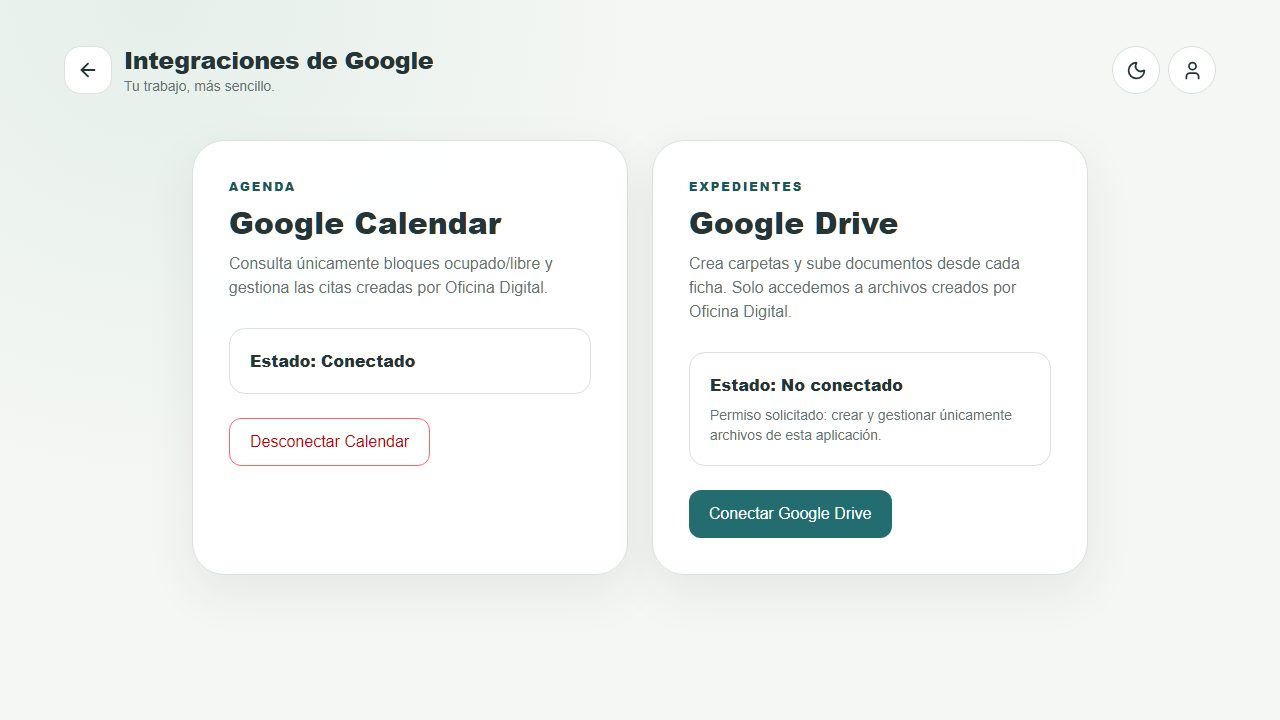 Integraciones de Google
Tu trabajo, más sencillo.
AGENDA
Google Calendar
Consulta únicamente bloques ocupado/libre y
gestiona las citas creadas por Oficina Digital.
Estado: Conectado
Desconectar Calendar
EXPEDIENTES
Google Drive
Crea carpetas y sube documentos desde cada
ficha. Solo accedemos a archivos creados por
Oficina Digital.
Estado: No conectado
Permiso solicitado: crear y gestionar únicamente
archivos de esta aplicación.
Conectar Google Drive